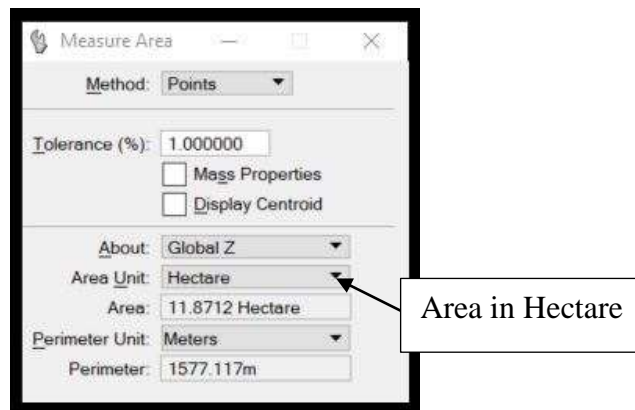 Measure Area
Method: Points
Tolerance (%): 1.000000
Mass Properties
Display Centroid
About: Global Z
Area Unit: Hectare
Area: 11.8712 Hectare
Perimeter Unit: Meters
Perimeter: 1577.117m
Area in Hectare